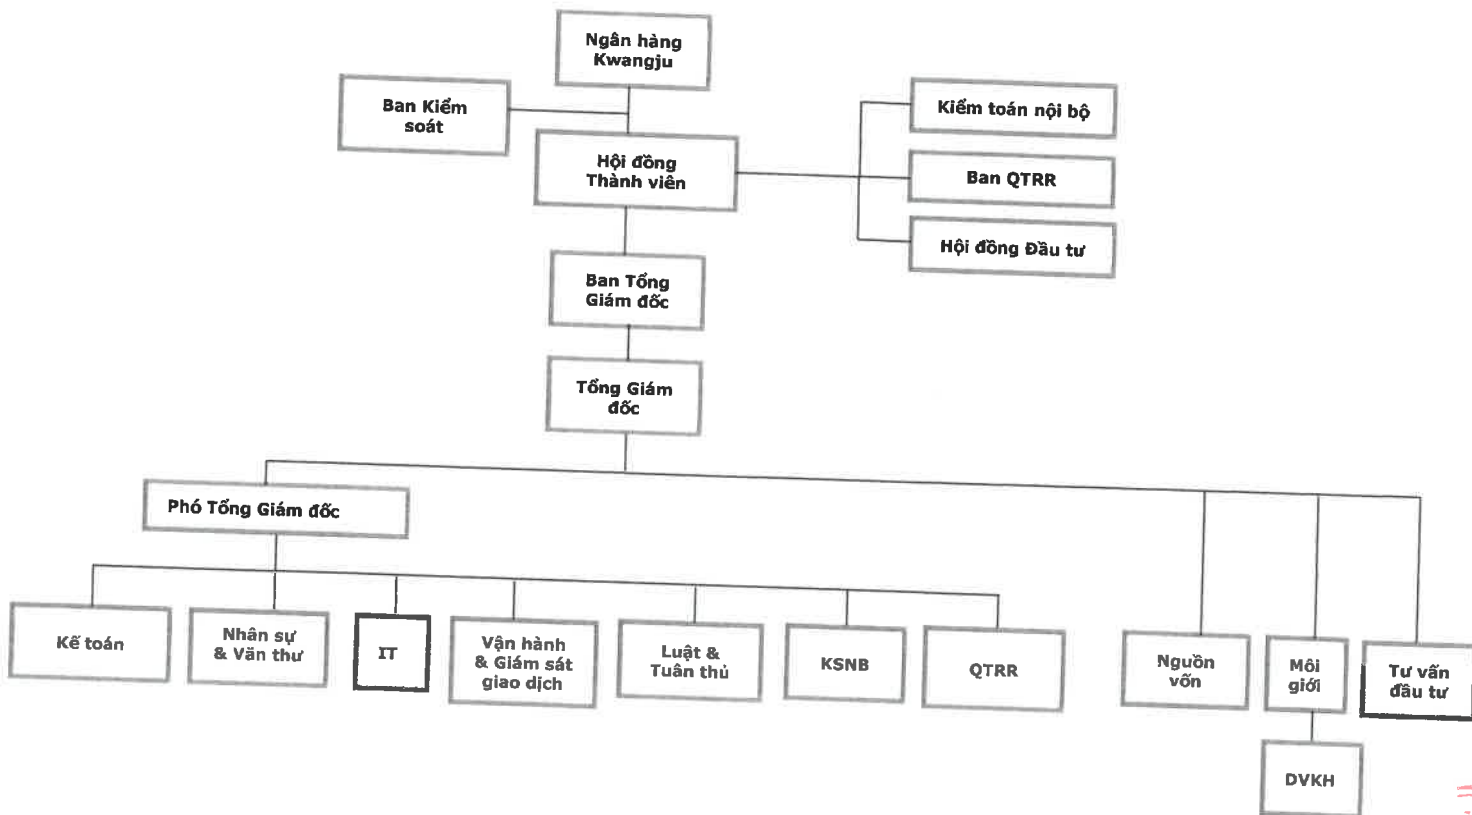 Ngân hàng
Kwangju
Ban Kiểm
soát
Kiểm toán nội bộ
Hội đồng
Thành viên
Ban QTRR
Hội đồng Đầu tư
Ban Tổng
Giám đốc
Tổng Giám
đốc
Phó Tổng Giám đốc
Kế toán
Nhân sự
& Văn thư
IT
Vận hành
& Giám sát
giao dịch
Luật &
Tuân thủ
KSNB
QTRR
Nguồn
vốn
Môi
giới
Tư vấn
đầu tư
DVKH